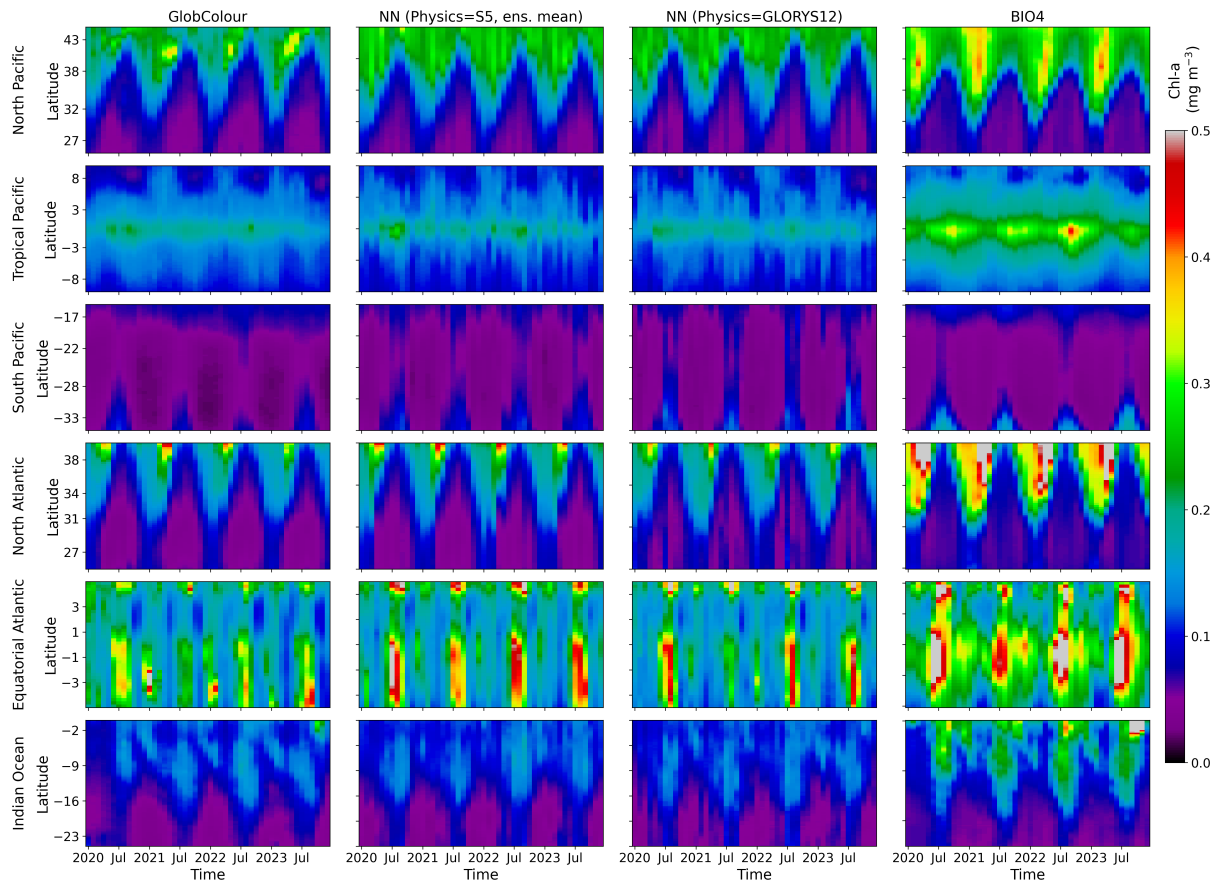 GlobColour
NN (Physics=S5, ens. mean)
NN (Physics=GLORYS12)
BIO4
North Pacific
Latitude
43
38
32
27
Tropical Pacific
Latitude
8
3
−3
−8
South Pacific
Latitude
−17
−22
−28
−33
North Atlantic
Latitude
38
34
31
27
Equatorial Atlantic
Latitude
3
1
−1
−3
Indian Ocean
Latitude
−2
−9
−16
−23
2020 Jul 2021 Jul 2022 Jul 2023 Jul
Time
2020 Jul 2021 Jul 2022 Jul 2023 Jul
Time
2020 Jul 2021 Jul 2022 Jul 2023 Jul
Time
2020 Jul 2021 Jul 2022 Jul 2023 Jul
Time
Chl-a
(mg m⁻³)
0.5
0.4
0.3
0.2
0.1
0.0